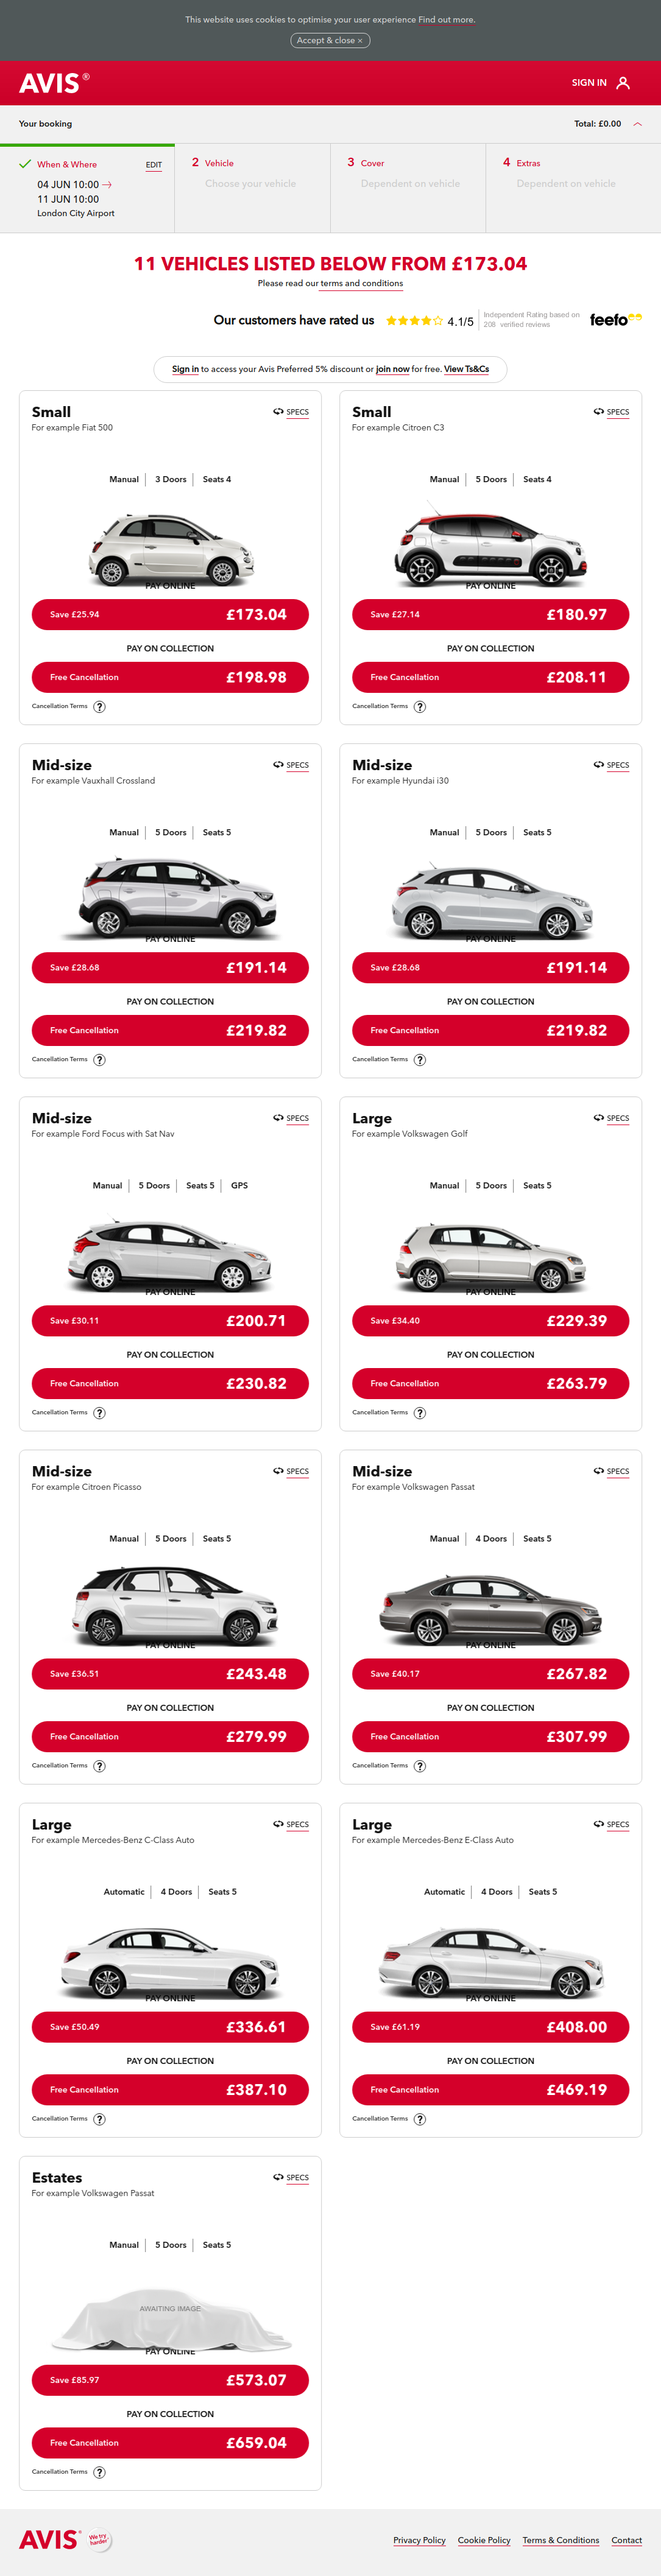 This website uses cookies to optimise your user experience Find out more.
Accept & close ×
AVIS ®
SIGN IN
Your booking
Total: £0.00
When & Where
EDIT
04 JUN 10:00
11 JUN 10:00
London City Airport
2 Vehicle
Choose your vehicle
3 Cover
Dependent on vehicle
4 Extras
Dependent on vehicle
11 VEHICLES LISTED BELOW FROM £173.04
Please read our terms and conditions
Our customers have rated us
4.1/5
Independent Rating based on
208 verified reviews
feefo
Sign in to access your Avis Preferred 5% discount or join now for free. View Ts&Cs
Small
SPECS
For example Fiat 500
Manual 3 Doors Seats 4
PAY ONLINE
Save £25.94 £173.04
PAY ON COLLECTION
Free Cancellation £198.98
Cancellation Terms ?
Small
SPECS
For example Citroen C3
Manual 5 Doors Seats 4
PAY ONLINE
Save £27.14 £180.97
PAY ON COLLECTION
Free Cancellation £208.11
Cancellation Terms ?
Mid-size
SPECS
For example Vauxhall Crossland
Manual 5 Doors Seats 5
PAY ONLINE
Save £28.68 £191.14
PAY ON COLLECTION
Free Cancellation £219.82
Cancellation Terms ?
Mid-size
SPECS
For example Hyundai i30
Manual 5 Doors Seats 5
PAY ONLINE
Save £28.68 £191.14
PAY ON COLLECTION
Free Cancellation £219.82
Cancellation Terms ?
Mid-size
SPECS
For example Ford Focus with Sat Nav
Manual 5 Doors Seats 5 GPS
PAY ONLINE
Save £30.11 £200.71
PAY ON COLLECTION
Free Cancellation £230.82
Cancellation Terms ?
Large
SPECS
For example Volkswagen Golf
Manual 5 Doors Seats 5
PAY ONLINE
Save £34.40 £229.39
PAY ON COLLECTION
Free Cancellation £263.79
Cancellation Terms ?
Mid-size
SPECS
For example Citroen Picasso
Manual 5 Doors Seats 5
PAY ONLINE
Save £36.51 £243.48
PAY ON COLLECTION
Free Cancellation £279.99
Cancellation Terms ?
Mid-size
SPECS
For example Volkswagen Passat
Manual 4 Doors Seats 5
PAY ONLINE
Save £40.17 £267.82
PAY ON COLLECTION
Free Cancellation £307.99
Cancellation Terms ?
Large
SPECS
For example Mercedes-Benz C-Class Auto
Automatic 4 Doors Seats 5
PAY ONLINE
Save £50.49 £336.61
PAY ON COLLECTION
Free Cancellation £387.10
Cancellation Terms ?
Large
SPECS
For example Mercedes-Benz E-Class Auto
Automatic 4 Doors Seats 5
PAY ONLINE
Save £61.19 £408.00
PAY ON COLLECTION
Free Cancellation £469.19
Cancellation Terms ?
Estates
SPECS
For example Volkswagen Passat
Manual 5 Doors Seats 5
AWAITING IMAGE
PAY ONLINE
Save £85.97 £573.07
PAY ON COLLECTION
Free Cancellation £659.04
Cancellation Terms ?
AVIS ®
We try
harder
Privacy Policy Cookie Policy Terms & Conditions Contact